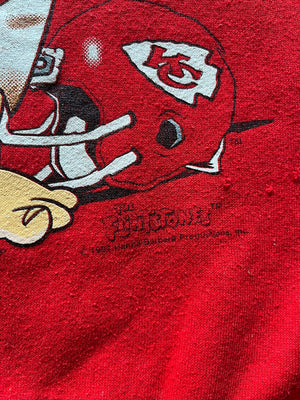 KC
TM
THE
FLINTSTONES TM
Hanna-Barbera Productions, Inc.